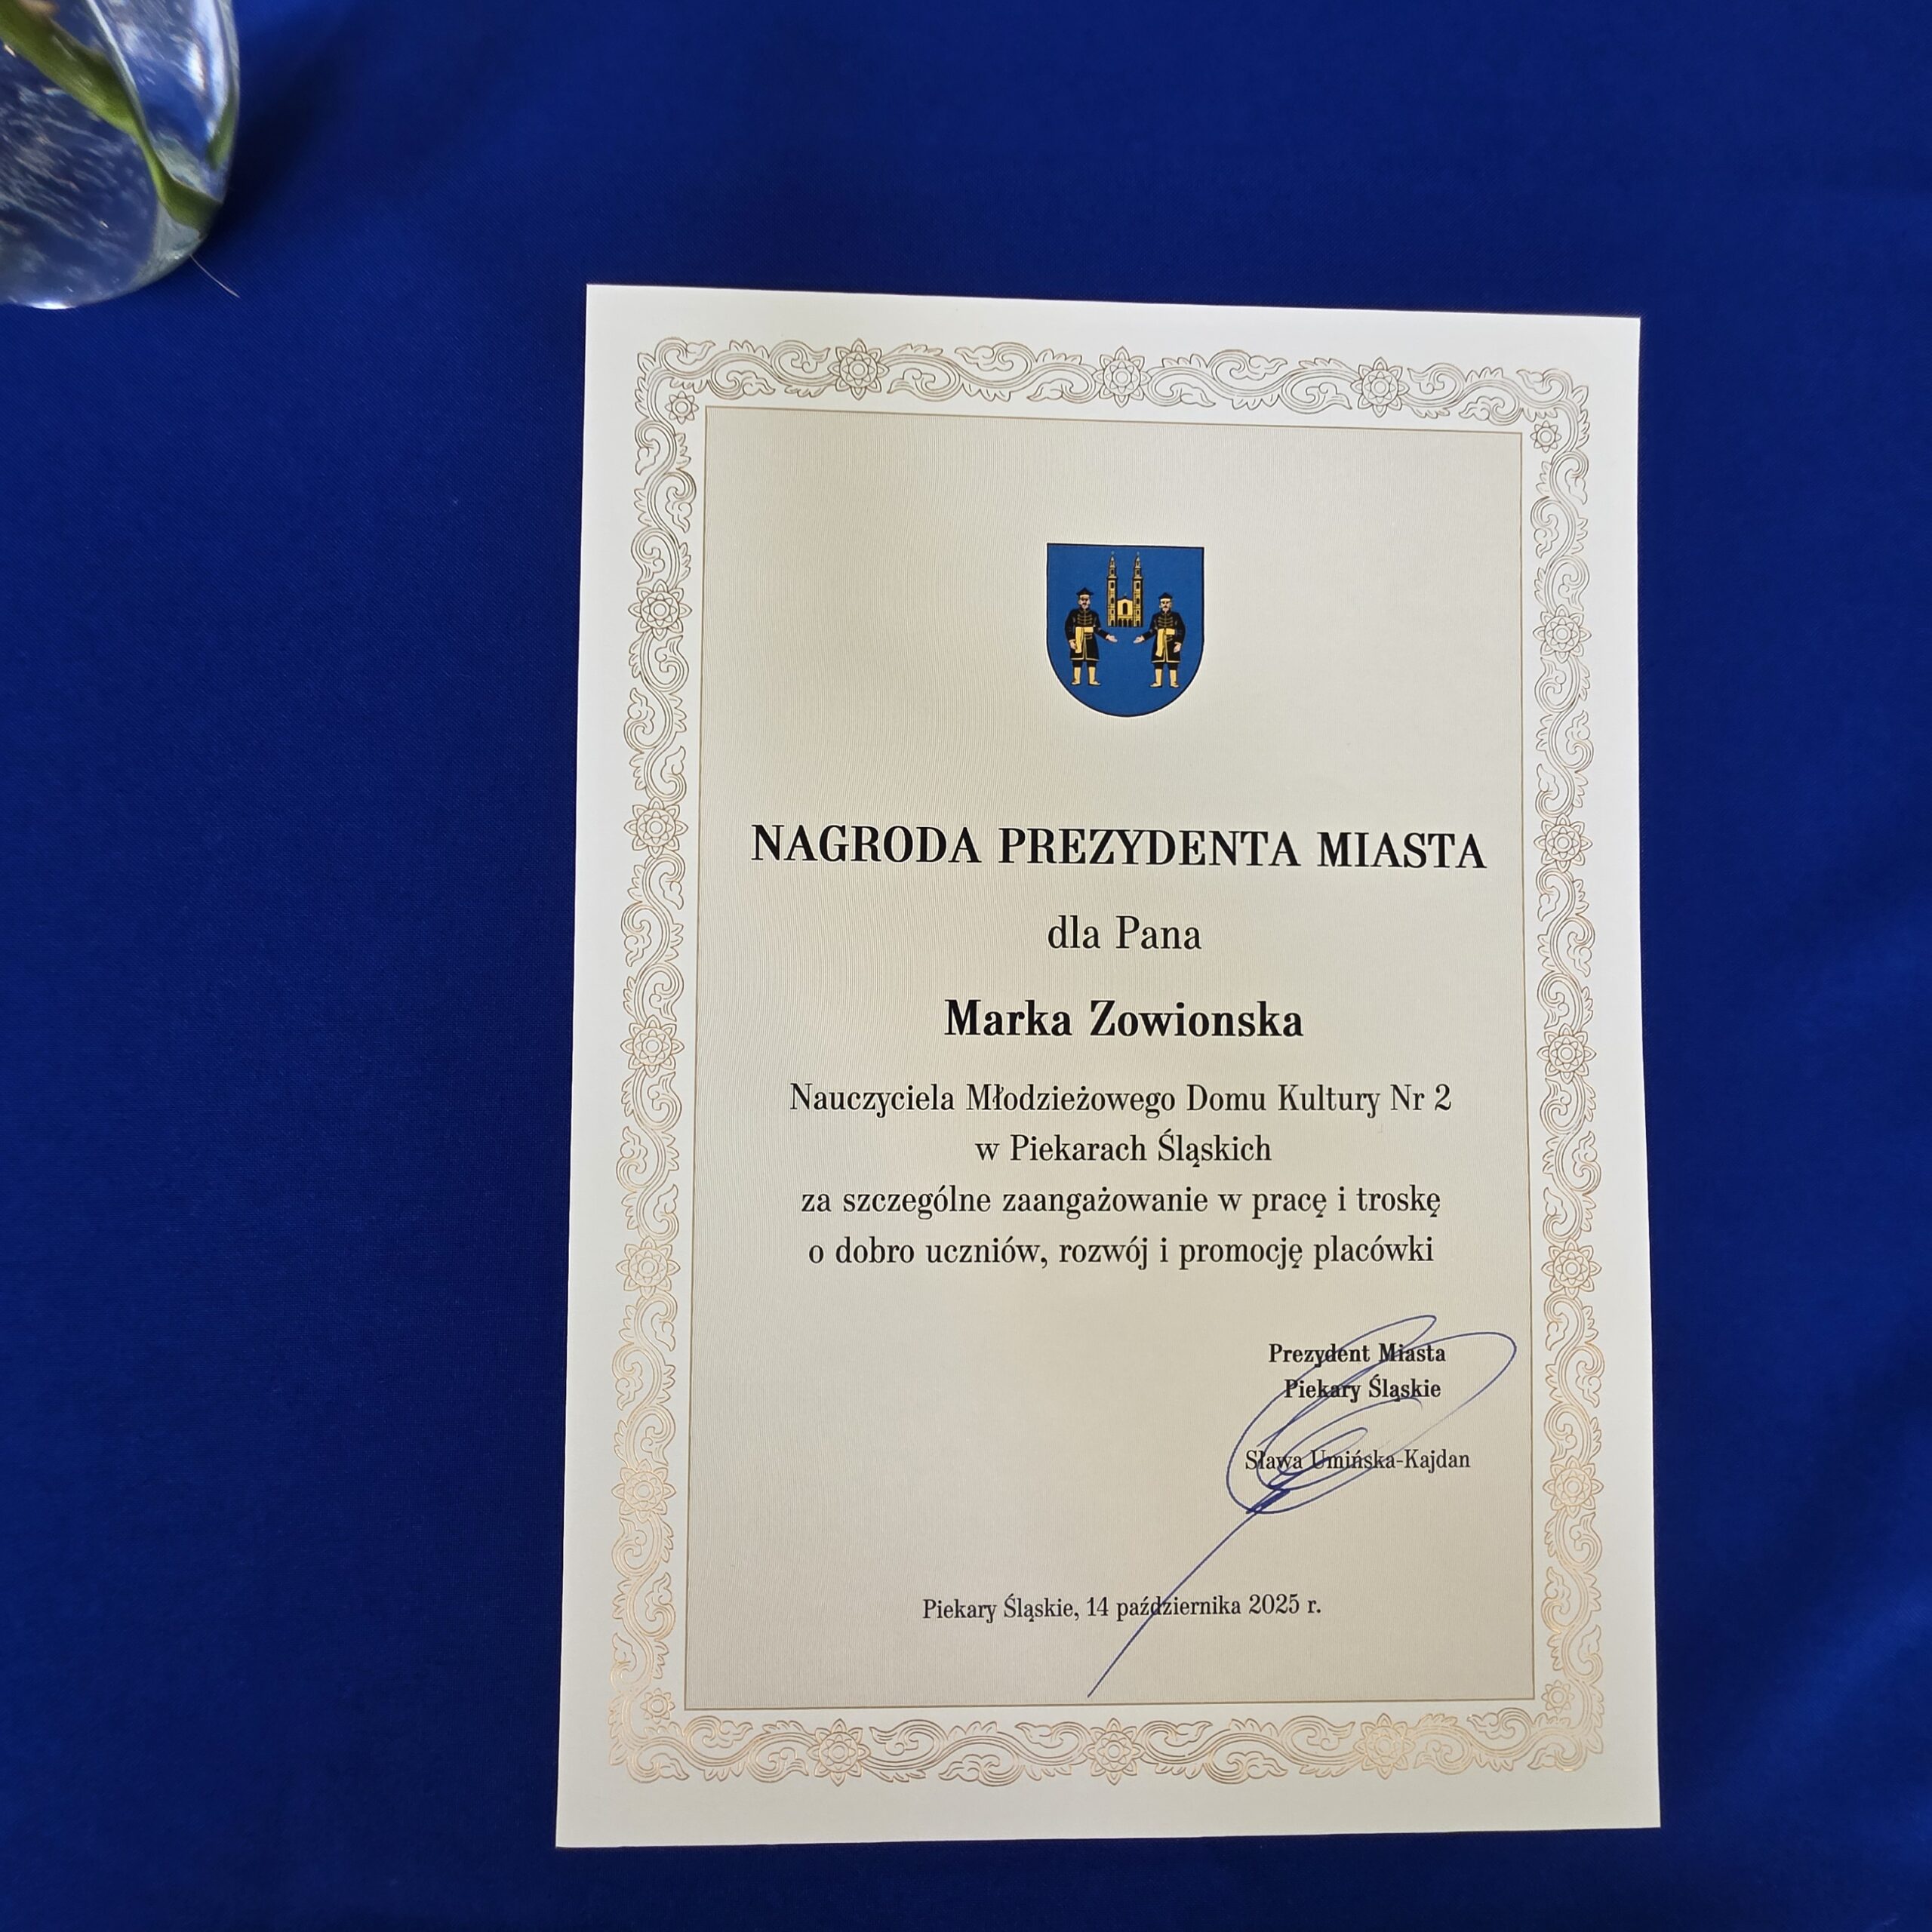 NAGRODA PREZYDENTA MIASTA
dla Pana
Marka Zowionska
Nauczyciela Młodzieżowego Domu Kultury Nr 2
w Piekarach Śląskich
za szczególne zaangażowanie w pracę i troskę
o dobro uczniów, rozwój i promocję placówki
Prezydent Miasta
Piekary Śląskie
Sława Umińska-Kajdan
Piekary Śląskie, 14 października 2025 r.